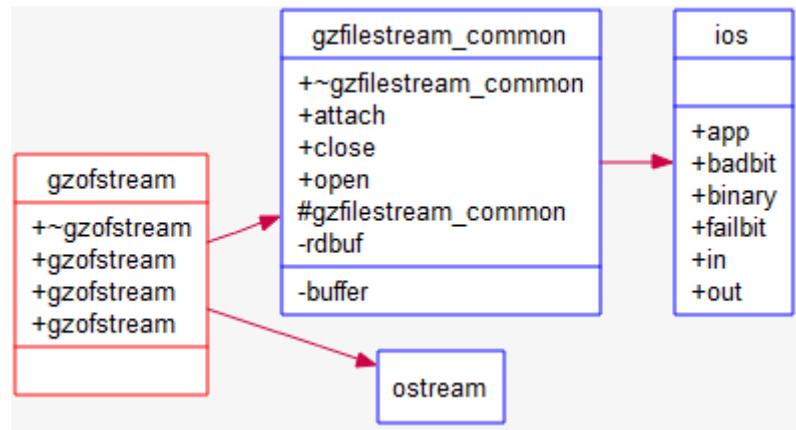 gzofstream
+~gzofstream
+gzofstream
+gzofstream
+gzofstream
gzfilestream_common
+~gzfilestream_common
+attach
+close
+open
#gzfilestream_common
-rdbuf
-buffer
ostream
ios
+app
+badbit
+binary
+failbit
+in
+out